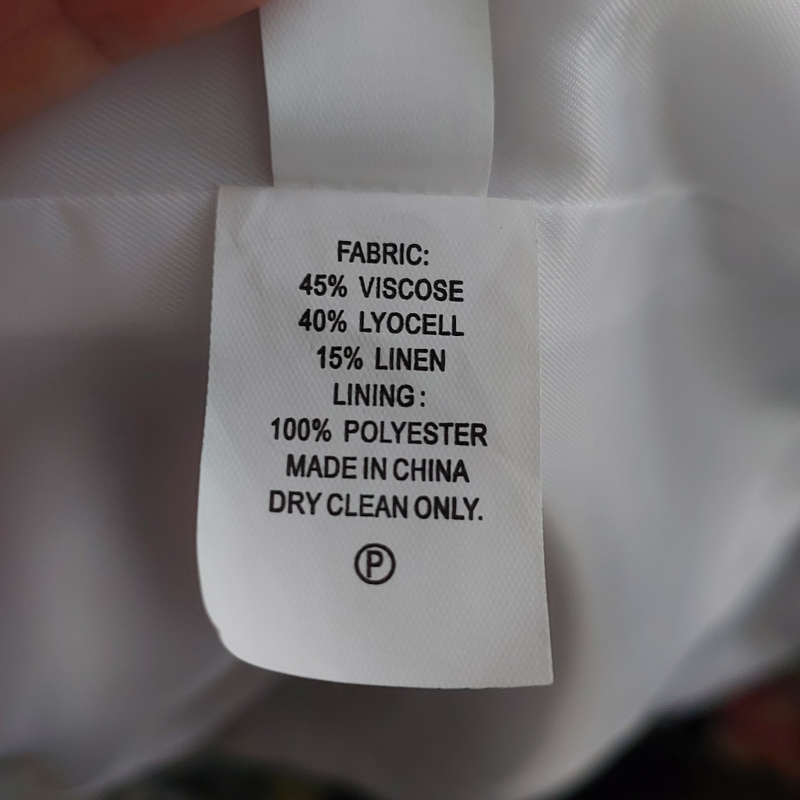 FABRIC:
45% VISCOSE
40% LYOCELL
15% LINEN
LINING:
100% POLYESTER
MADE IN CHINA
DRY CLEAN ONLY.
Ⓟ